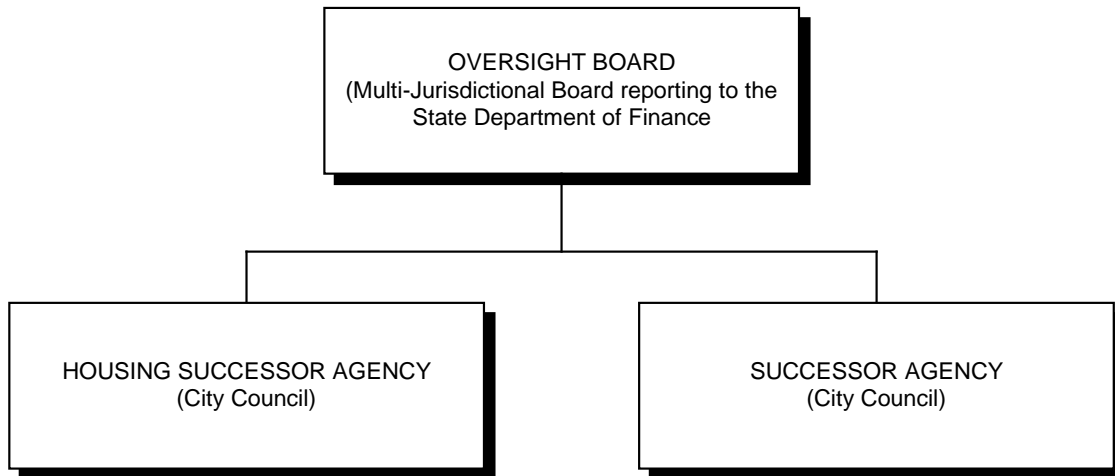 OVERSIGHT BOARD
(Multi-Jurisdictional Board reporting to the
State Department of Finance
HOUSING SUCCESSOR AGENCY
(City Council)
SUCCESSOR AGENCY
(City Council)